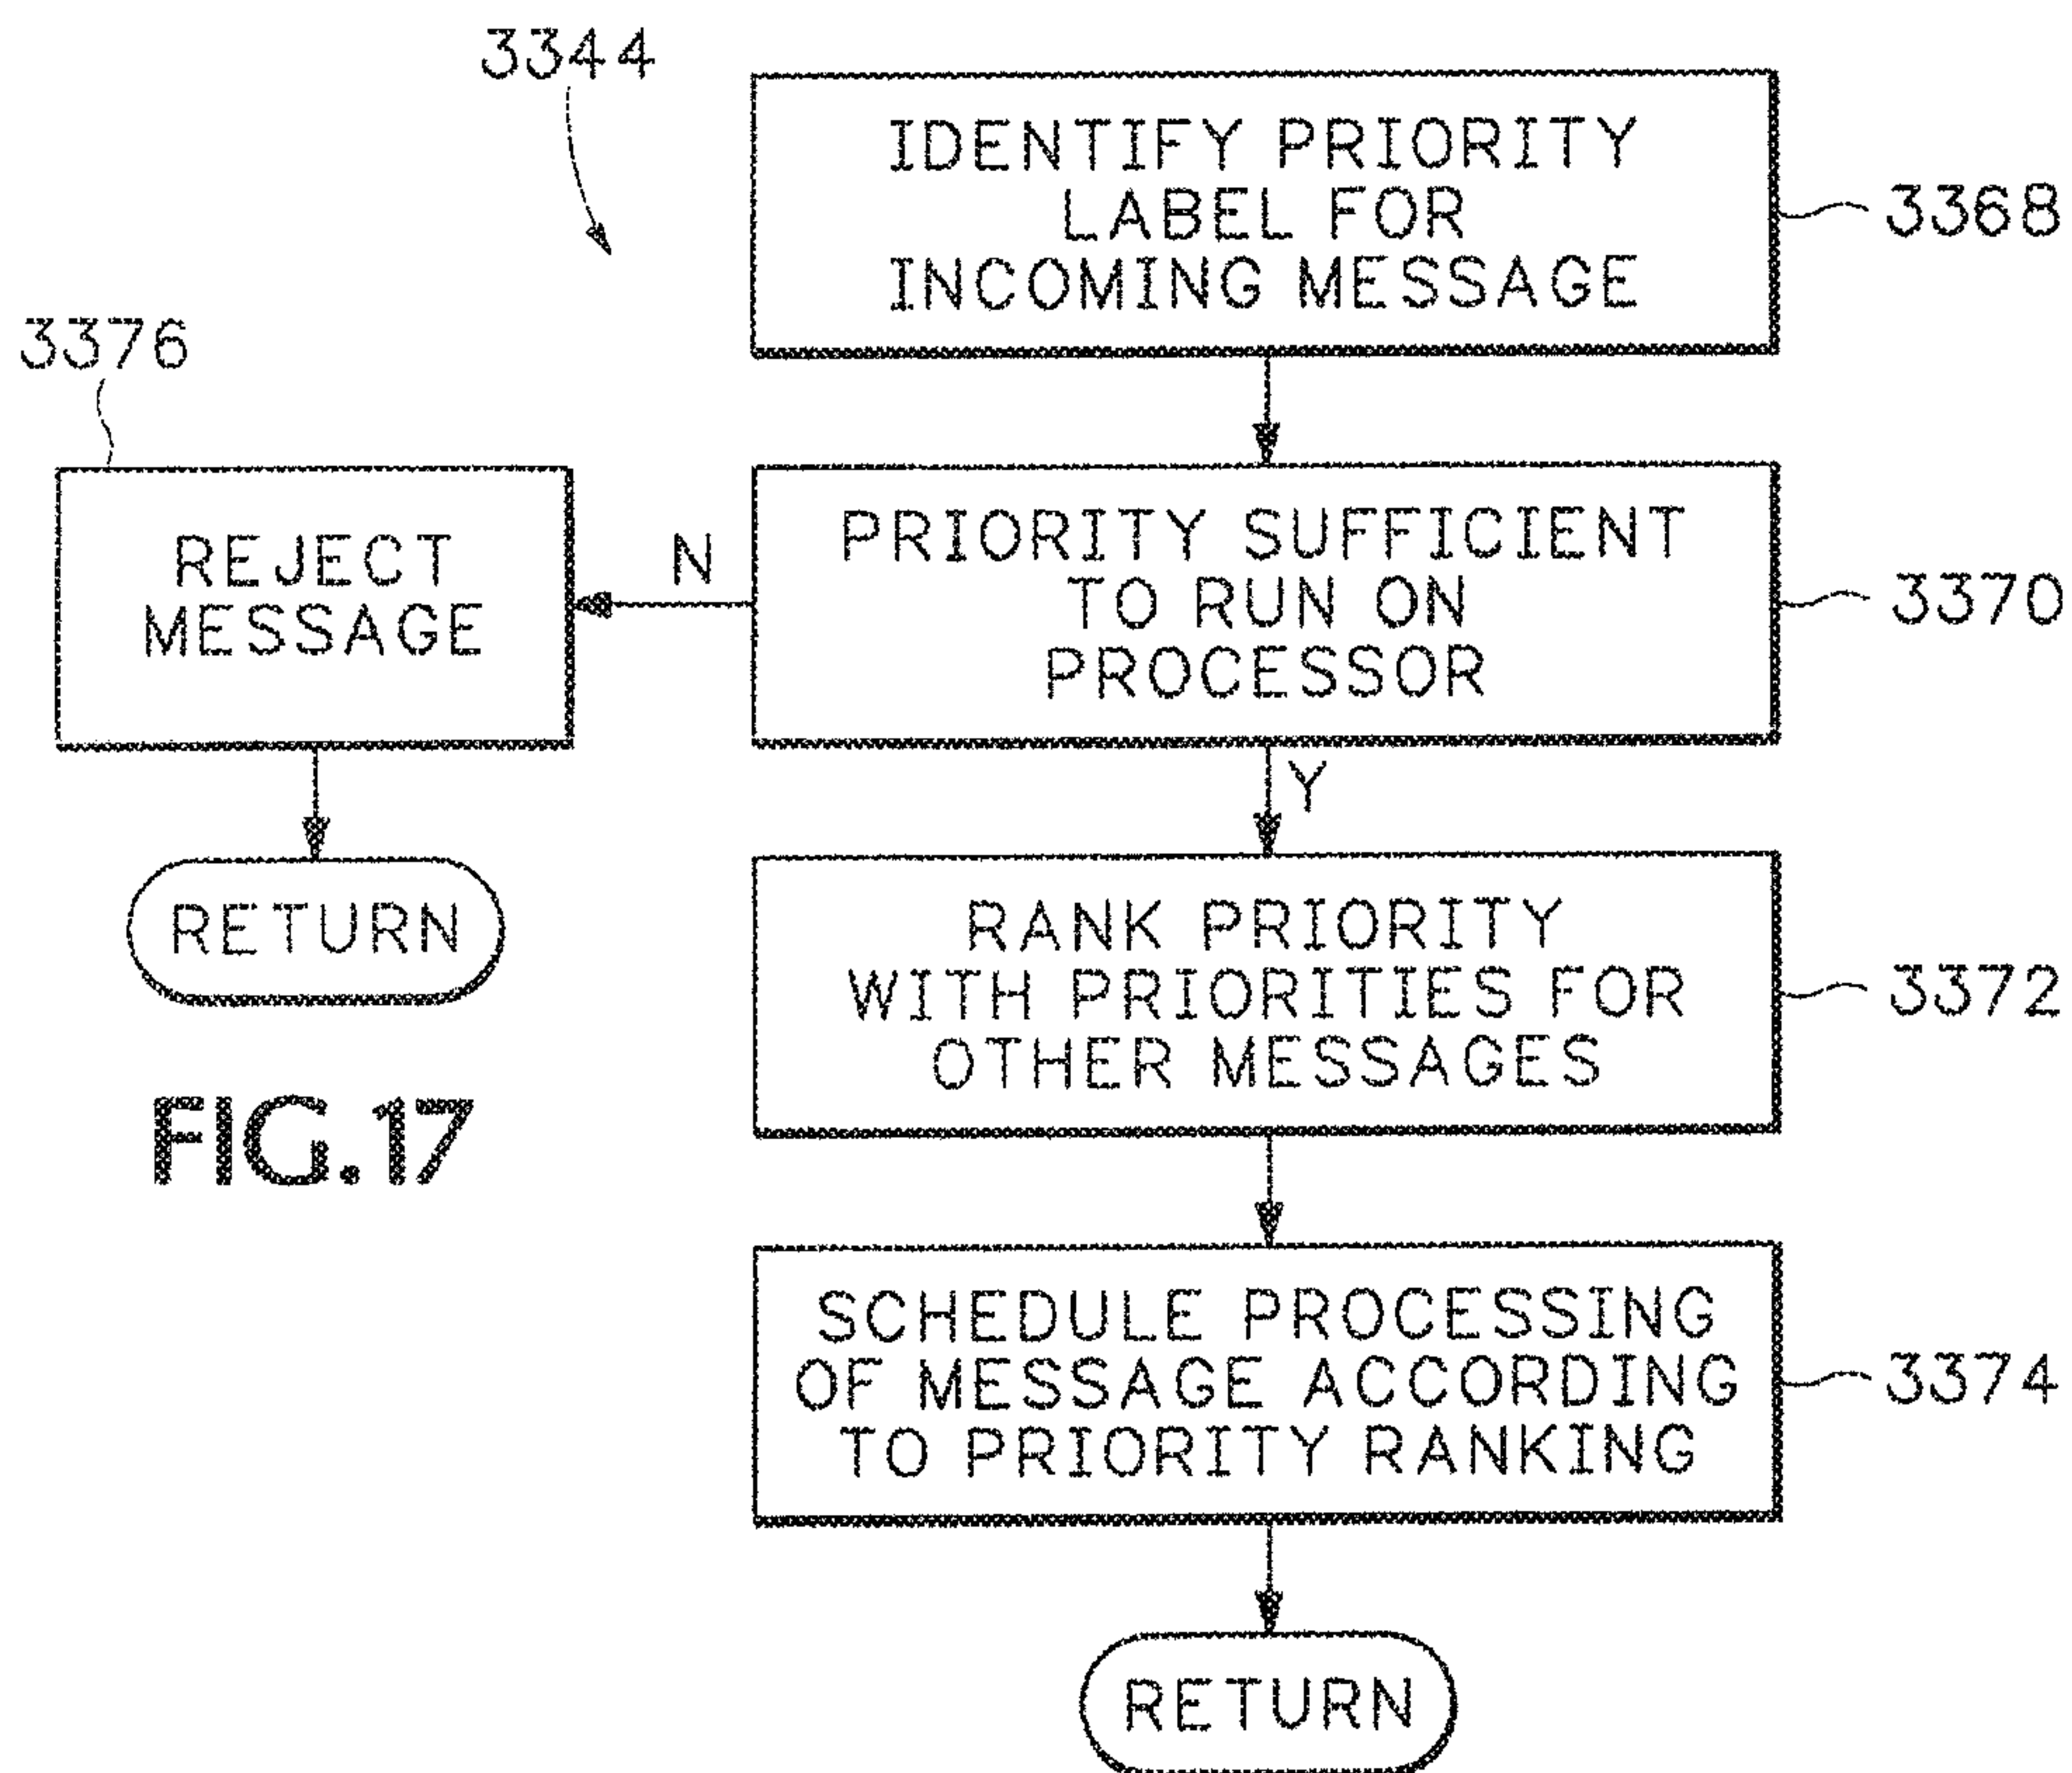 3344
IDENTIFY PRIORITY
LABEL FOR
INCOMING MESSAGE
3368
3376
REJECT
MESSAGE
N
PRIORITY SUFFICIENT
TO RUN ON
PROCESSOR
3370
Y
RETURN
RANK PRIORITY
WITH PRIORITIES FOR
OTHER MESSAGES
3372
FIG.17
SCHEDULE PROCESSING
OF MESSAGE ACCORDING
TO PRIORITY RANKING
3374
RETURN